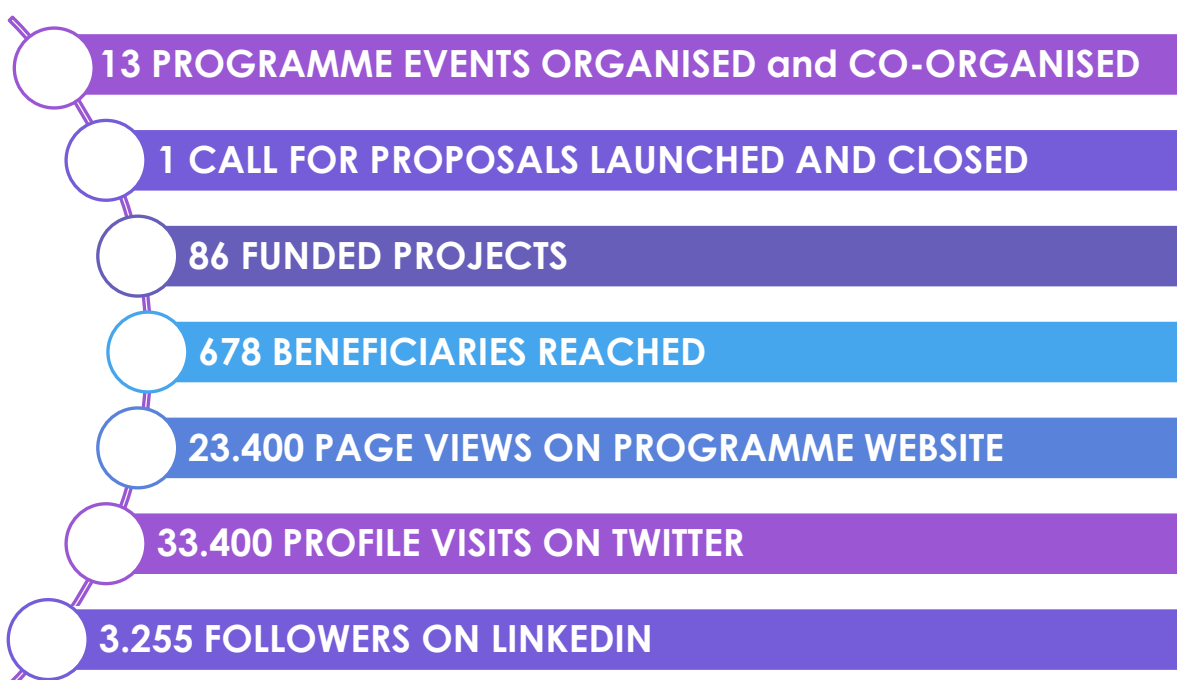 13 PROGRAMME EVENTS ORGANISED and CO-ORGANISED
1 CALL FOR PROPOSALS LAUNCHED AND CLOSED
86 FUNDED PROJECTS
678 BENEFICIARIES REACHED
23.400 PAGE VIEWS ON PROGRAMME WEBSITE
33.400 PROFILE VISITS ON TWITTER
3.255 FOLLOWERS ON LINKEDIN